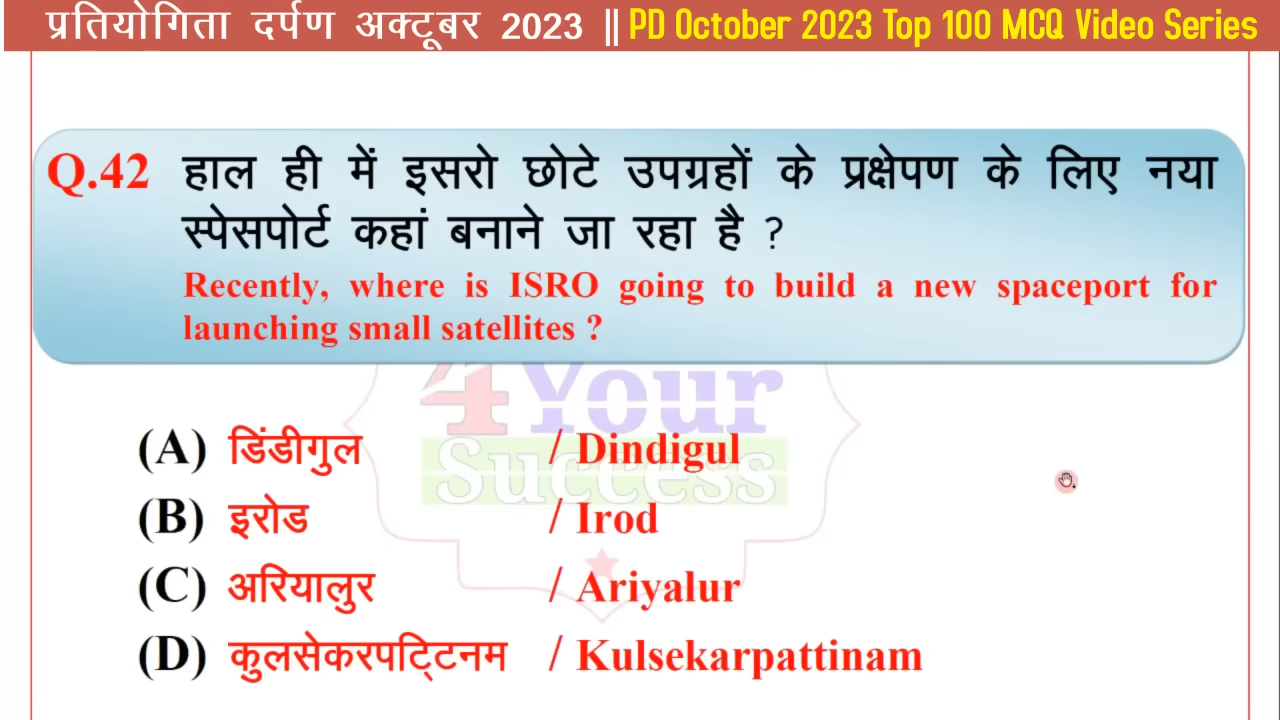 प्रतियोगिता दर्पण अक्टूबर 2023 || PD October 2023 Top 100 MCQ Video Series
Q.42 हाल ही में इसरो छोटे उपग्रहों के प्रक्षेपण के लिए नया
स्पेसपोर्ट कहां बनाने जा रहा है ?
Recently, where is ISRO going to build a new spaceport for
launching small satellites ?
4Your
Success
(A) डिंडीगुल / Dindigul
(B) इरोड / Irod
(C) अरियालुर / Ariyalur
(D) कुलसेकरपट्टिनम / Kulsekarpattinam